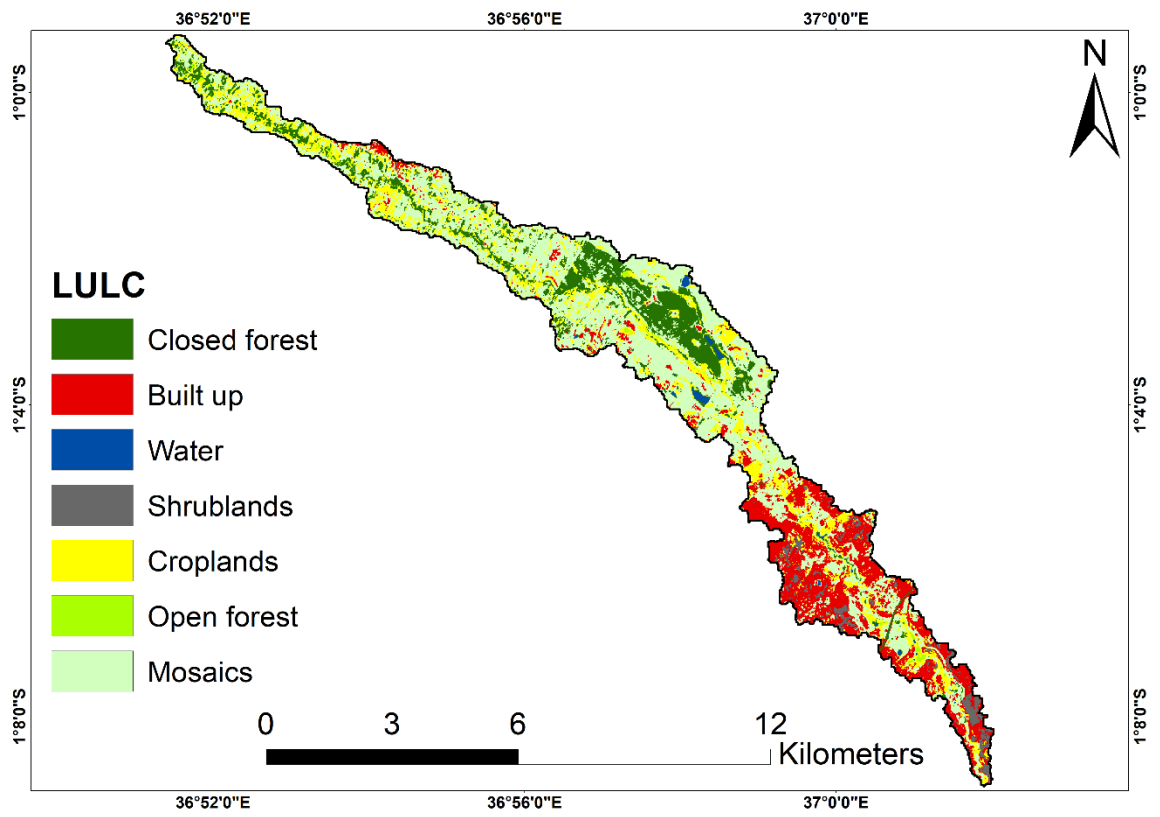 36°52'0"E 36°56'0"E 37°0'0"E
N
1°0'0"S 1°0'0"S
LULC
Closed forest
Built up
Water
Shrublands
Croplands
Open forest
Mosaics
1°4'0"S 1°4'0"S
1°8'0"S 1°8'0"S
0 3 6 12
Kilometers
36°52'0"E 36°56'0"E 37°0'0"E